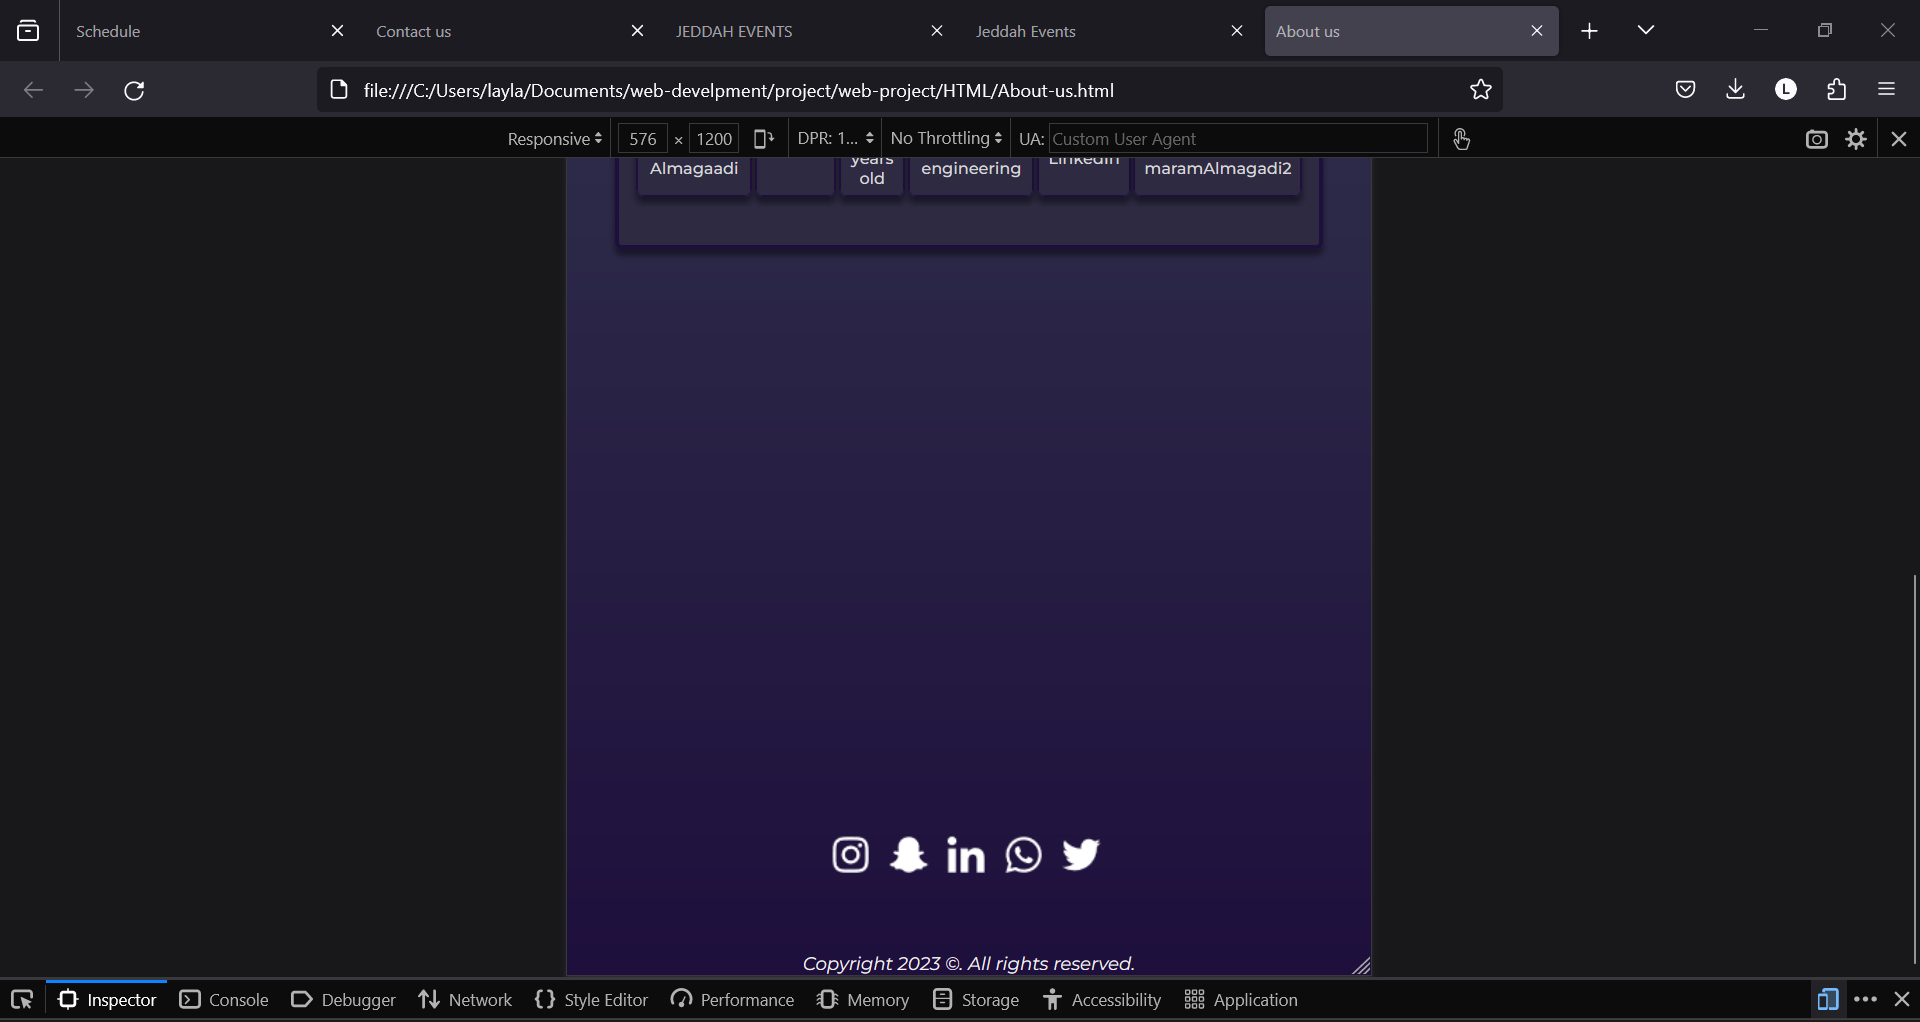 Schedule
Contact us
JEDDAH EVENTS
Jeddah Events
About us
file:///C:/Users/layla/Documents/web-develpment/project/web-project/HTML/About-us.html
L
Responsive
576 × 1200
DPR: 1...
No Throttling
UA: Custom User Agent
years
LinkedIn
Almagaadi
engineering
maramAlmagadi2
old
Copyright 2023 ©. All rights reserved.
Inspector
Console
Debugger
Network
Style Editor
Performance
Memory
Storage
Accessibility
Application